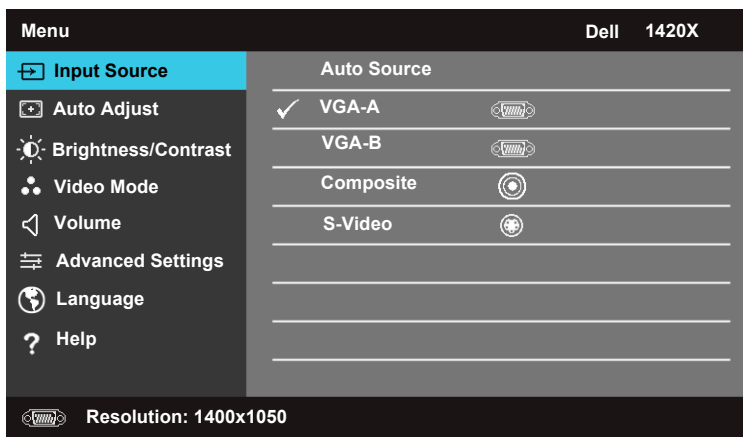 Menu Dell 1420X
Input Source
Auto Adjust
Brightness/Contrast
Video Mode
Volume
Advanced Settings
Language
Help
Auto Source
VGA-A
VGA-B
Composite
S-Video
Resolution: 1400x1050